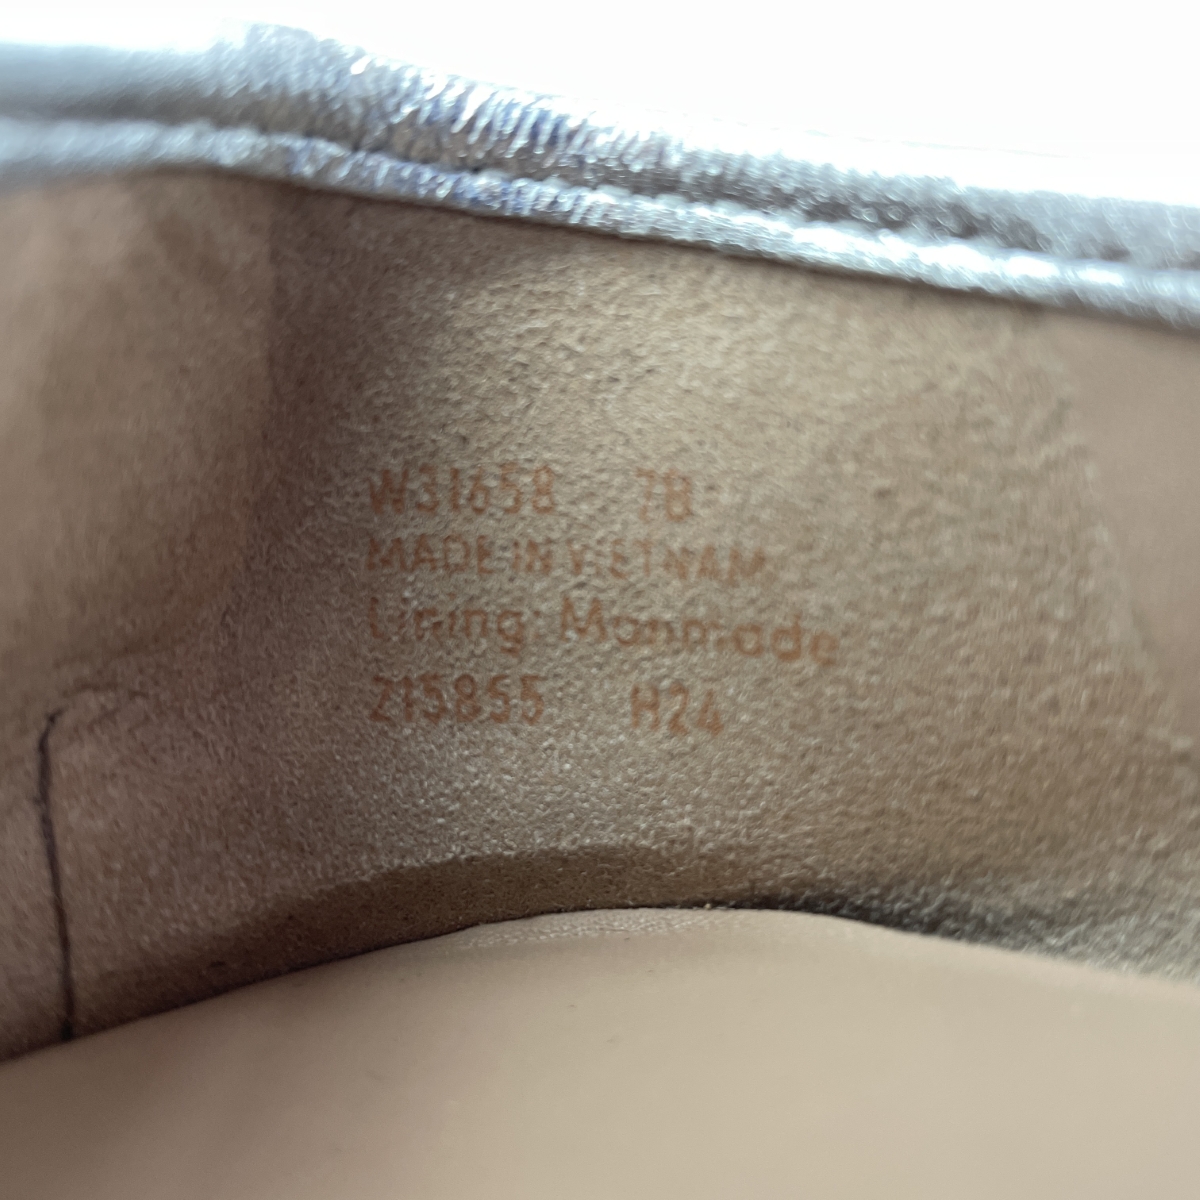 W31658 7B
MADE IN VIETNAM
Lining: Manmade
215855 H24